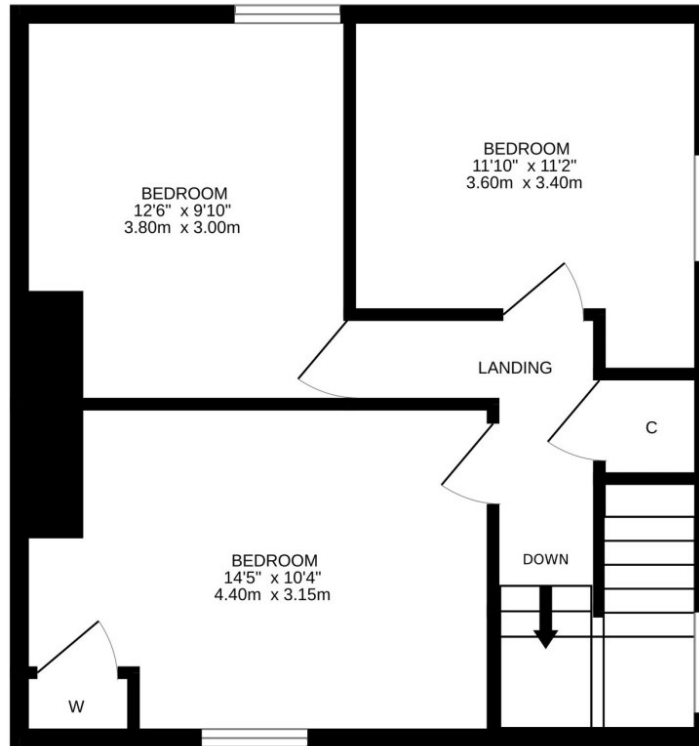 BEDROOM
11'10" x 11'2"
3.60m x 3.40m
BEDROOM
12'6" x 9'10"
3.80m x 3.00m
LANDING
C
BEDROOM
14'5" x 10'4"
4.40m x 3.15m
DOWN
W